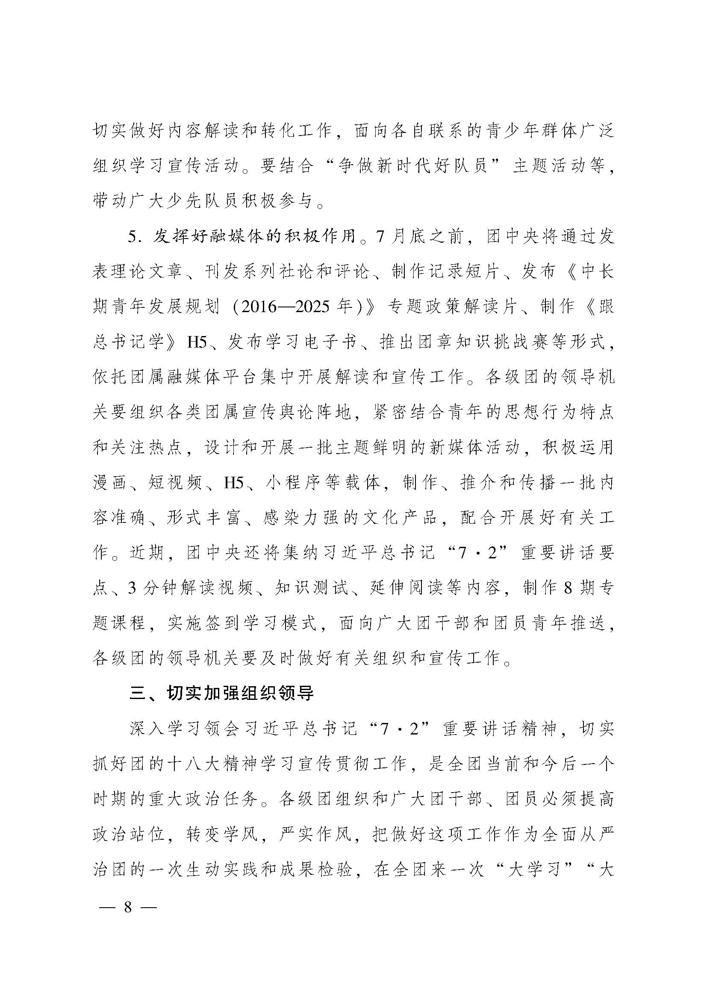 切实做好内容解读和转化工作，面向各自联系的青少年群体广泛
组织学习宣传活动。要结合“争做新时代好队员”主题活动等，
带动广大少先队员积极参与。
5. 发挥好融媒体的积极作用。7月底之前，团中央将通过发
表理论文章、刊发系列社论和评论、制作记录短片、发布《中长
期青年发展规划（2016—2025年）》专题政策解读片、制作《跟
总书记学》H5、发布学习电子书、推出团章知识挑战赛等形式，
依托团属融媒体平台集中开展解读和宣传工作。各级团的领导机
关要组织各类团属宣传舆论阵地，紧密结合青年的思想行为特点
和关注热点，设计和开展一批主题鲜明的新媒体活动，积极运用
漫画、短视频、H5、小程序等载体，制作、推介和传播一批内
容准确、形式丰富、感染力强的文化产品，配合开展好有关工
作。近期，团中央还将集纳习近平总书记“7·2”重要讲话要
点、3分钟解读视频、知识测试、延伸阅读等内容，制作8期专
题课程，实施签到学习模式，面向广大团干部和团员青年推送，
各级团的领导机关要及时做好有关组织和宣传工作。
三、切实加强组织领导
深入学习领会习近平总书记“7·2”重要讲话精神，切实
抓好团的十八大精神学习宣传贯彻工作，是全团当前和今后一个
时期的重大政治任务。各级团组织和广大团干部、团员必须提高
政治站位，转变学风，严实作风，把做好这项工作作为全面从严
治团的一次生动实践和成果检验，在全团来一次“大学习”“大
— 8 —